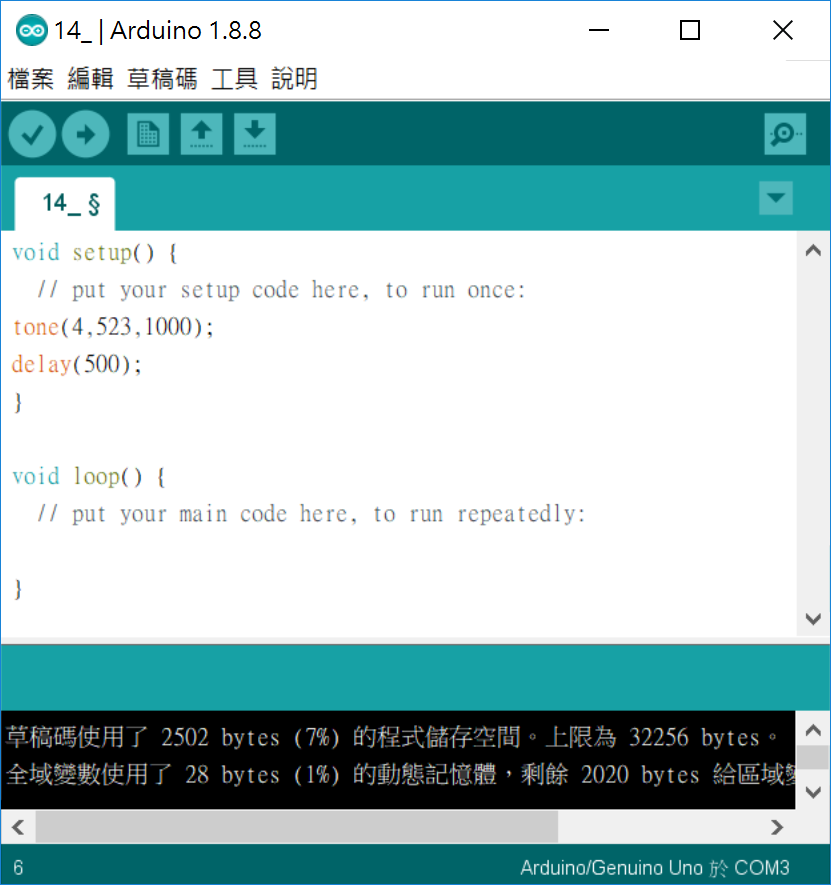 14_ | Arduino 1.8.8
檔案 編輯 草稿碼 工具 說明
14_ §
void setup() {
  // put your setup code here, to run once:
tone(4,523,1000);
delay(500);
}
void loop() {
  // put your main code here, to run repeatedly:
}
草稿碼使用了 2502 bytes (7%) 的程式儲存空間。上限為 32256 bytes。
全域變數使用了 28 bytes (1%) 的動態記憶體，剩餘 2020 bytes 給區域
6
Arduino/Genuino Uno 於 COM3